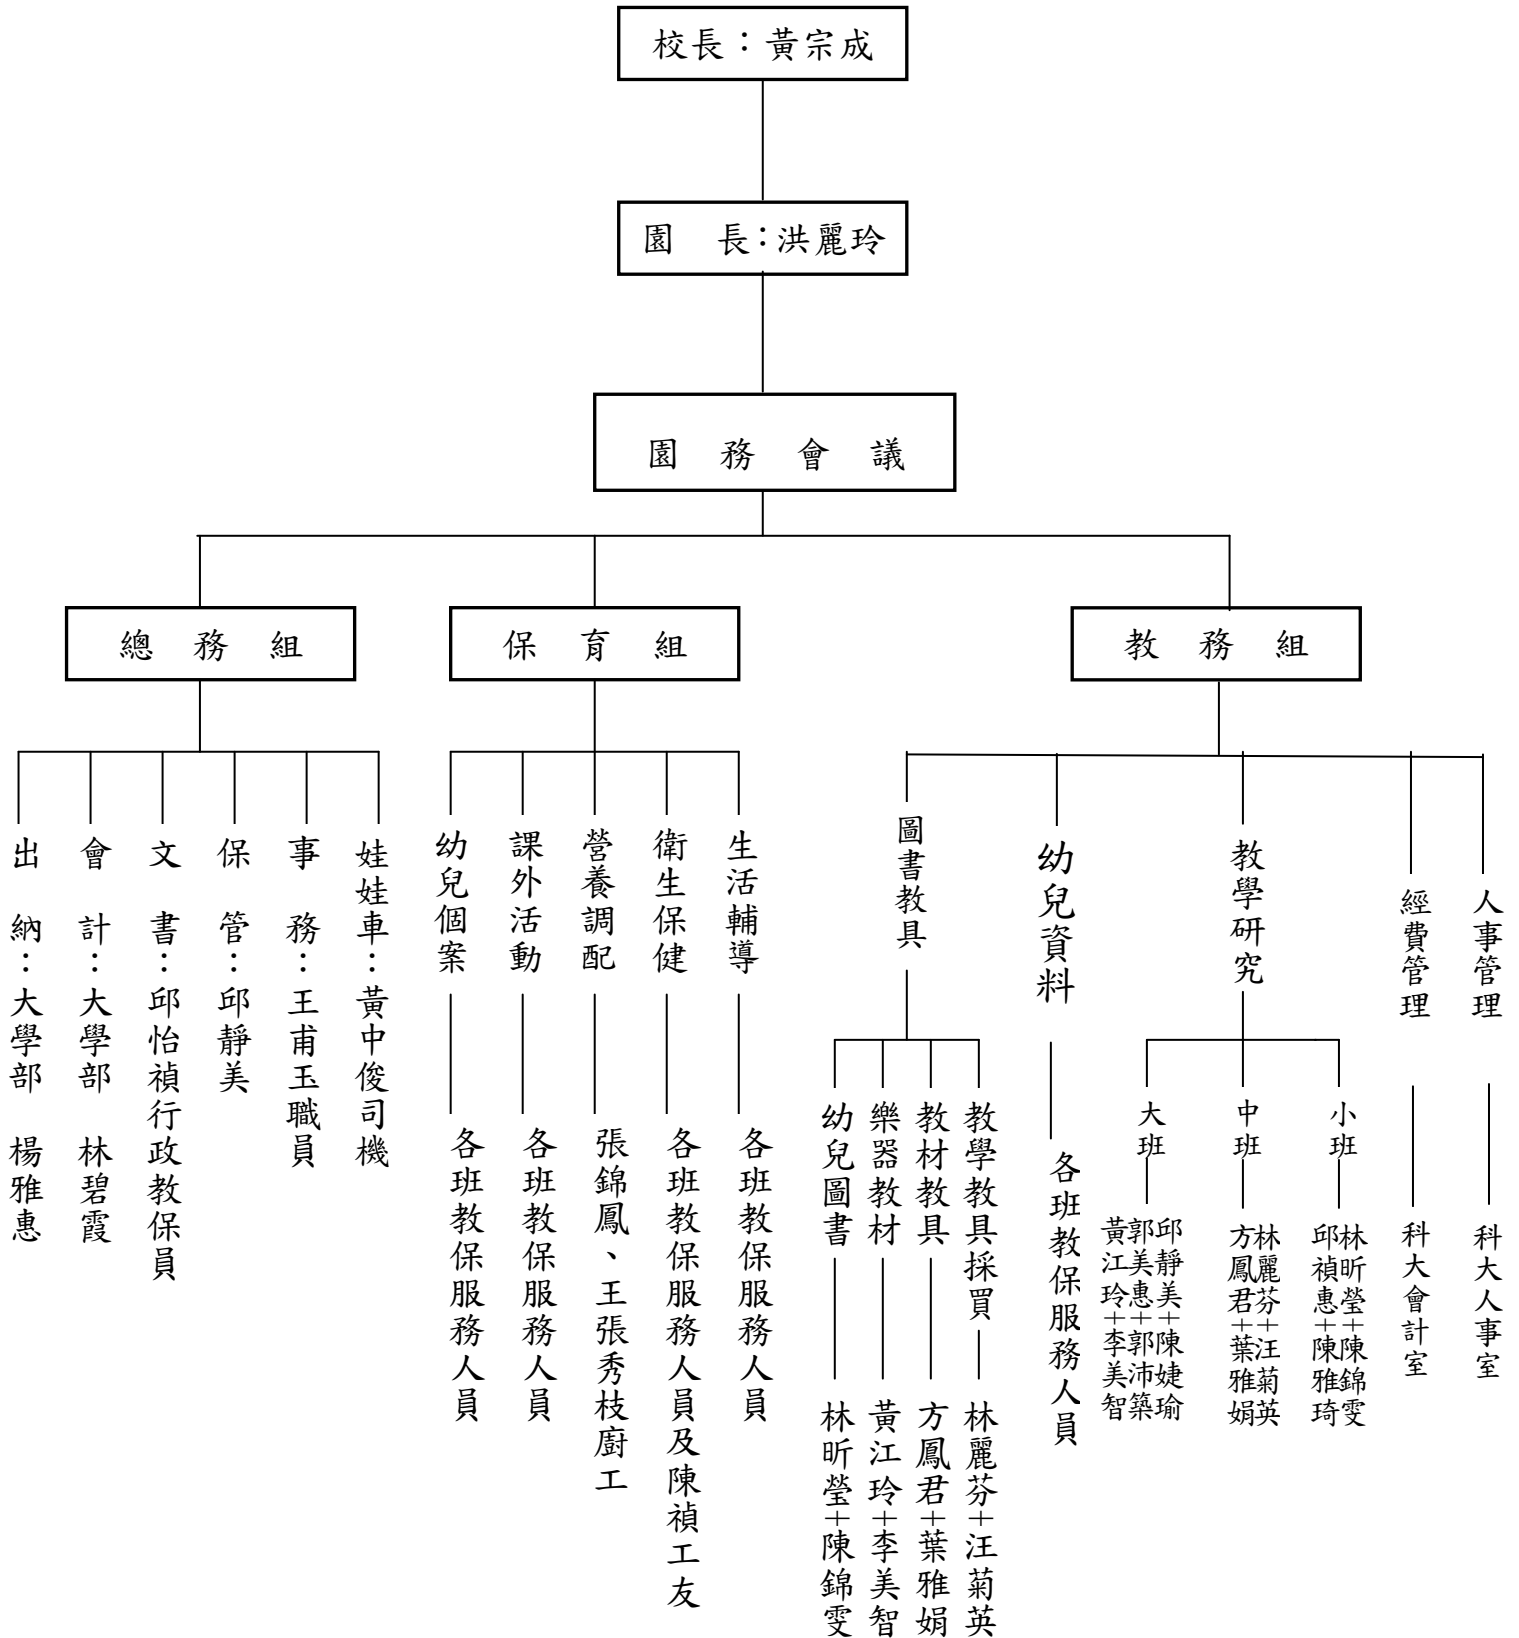 校長：黃宗成
園　長：洪麗玲
園　務　會　議
總　務　組
保　育　組
教　務　組
出　納：大學部　楊雅惠
會　計：大學部　林碧霞
文　書：邱怡禎行政教保員
保　管：邱靜美
事　務：王甫玉職員
娃娃車：黃中俊司機
幼兒個案
各班教保服務人員
課外活動
各班教保服務人員
營養調配
張錦鳳、王張秀枝廚工
衛生保健
各班教保服務人員及陳禎工友
生活輔導
各班教保服務人員
圖書教具
幼兒圖書
林昕瑩+陳錦雯
樂器教材
黃江玲+李美智
教材教具
方鳳君+葉雅娟
教學教具採買
林麗芬+汪菊英
幼兒資料
各班教保服務人員
教學研究
大班
邱靜美+陳婕瑜
郭美惠+郭沛築
黃江玲+李美智
中班
林麗芬+汪菊英
方鳳君+葉雅娟
小班
林昕瑩+陳錦雯
邱禎惠+陳雅琦
經費管理
科大會計室
人事管理
科大人事室